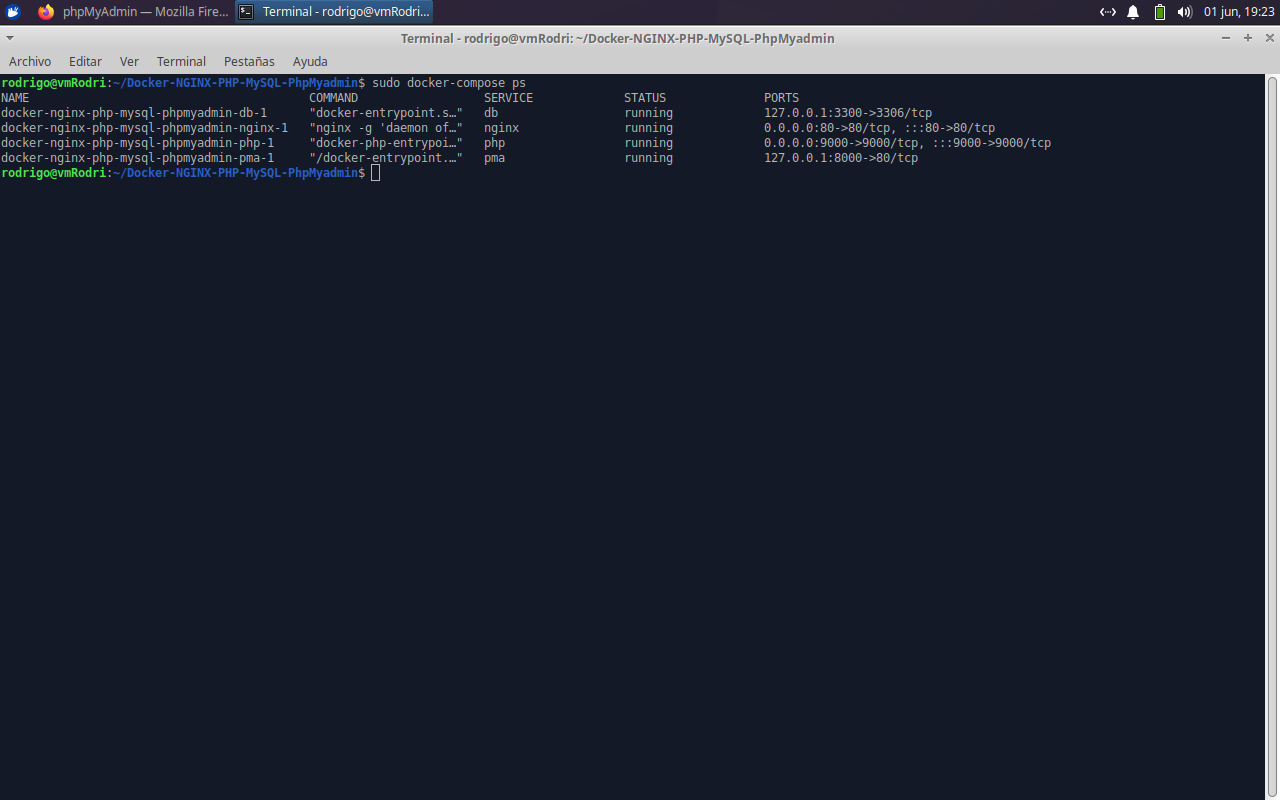 phpMyAdmin — Mozilla Fire... Terminal - rodrigo@vmRodri... 01 jun, 19:23
Terminal - rodrigo@vmRodri: ~/Docker-NGINX-PHP-MySQL-PhpMyadmin
Archivo Editar Ver Terminal Pestañas Ayuda
rodrigo@vmRodri:~/Docker-NGINX-PHP-MySQL-PhpMyadmin$ sudo docker-compose ps
NAME COMMAND SERVICE STATUS PORTS
docker-nginx-php-mysql-phpmyadmin-db-1 "docker-entrypoint.s…" db running 127.0.0.1:3300->3306/tcp
docker-nginx-php-mysql-phpmyadmin-nginx-1 "nginx -g 'daemon of…" nginx running 0.0.0.0:80->80/tcp, :::80->80/tcp
docker-nginx-php-mysql-phpmyadmin-php-1 "docker-php-entrypoi…" php running 0.0.0.0:9000->9000/tcp, :::9000->9000/tcp
docker-nginx-php-mysql-phpmyadmin-pma-1 "/docker-entrypoint.…" pma running 127.0.0.1:8000->80/tcp
rodrigo@vmRodri:~/Docker-NGINX-PHP-MySQL-PhpMyadmin$